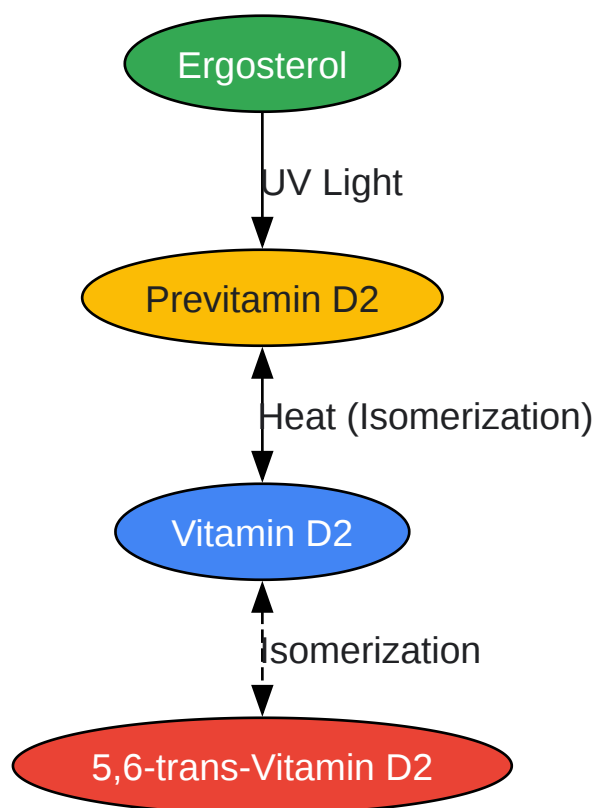 Ergosterol
UV Light
Previtamin D2
Heat (Isomerization)
Vitamin D2
Isomerization
5,6-trans-Vitamin D2